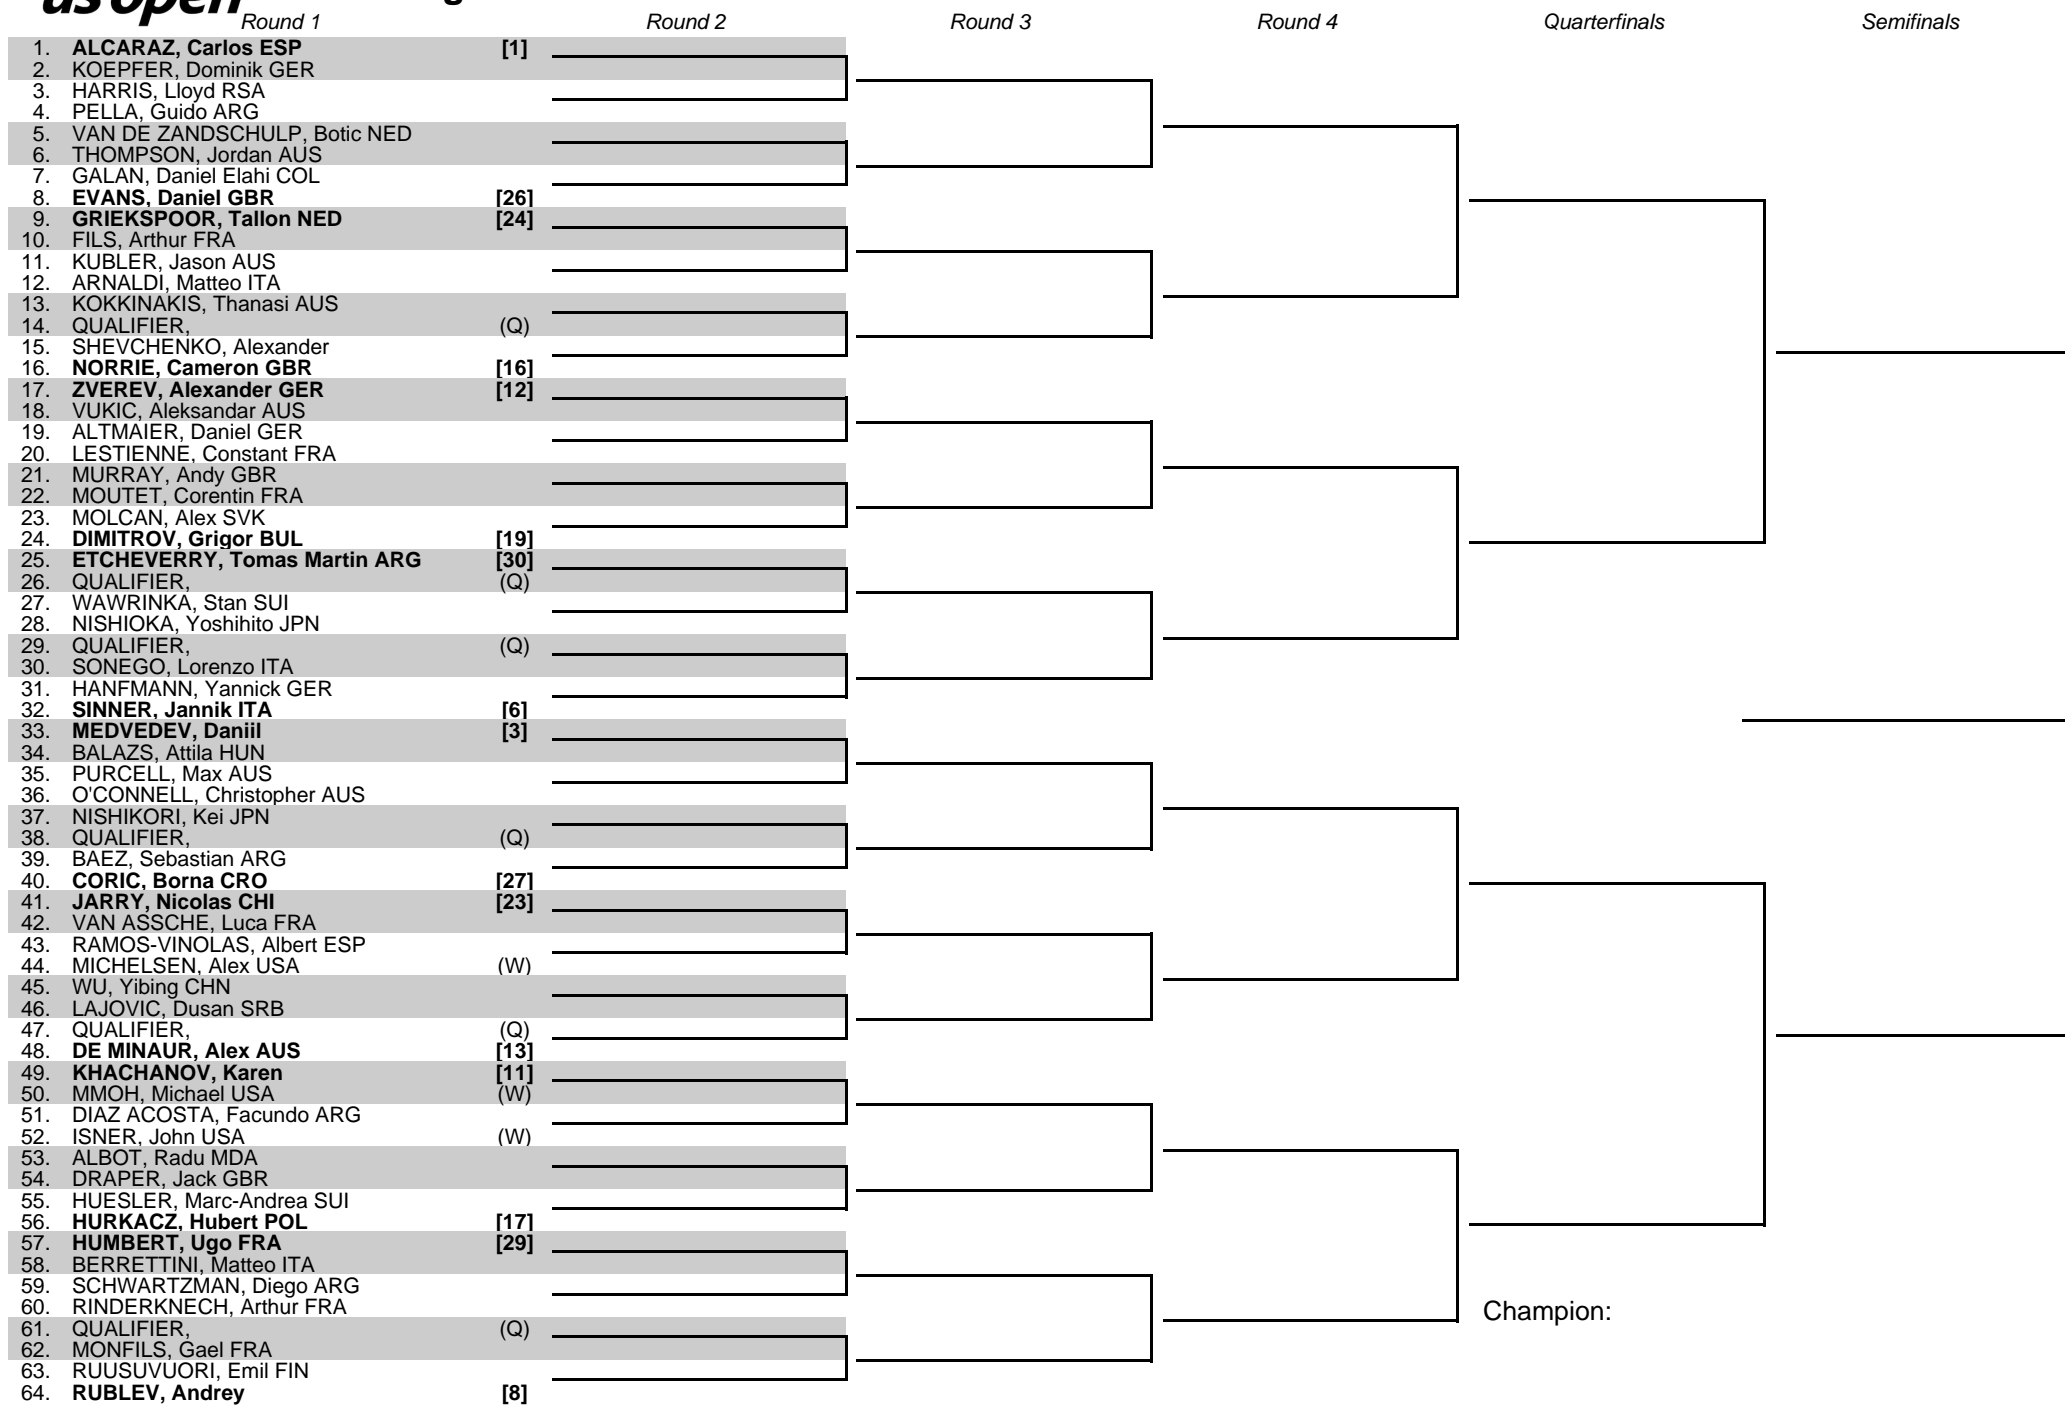 us open
Round 1 Round 2 Round 3 Round 4 Quarterfinals Semifinals
1. ALCARAZ, Carlos ESP [1]
2. KOEPFER, Dominik GER
3. HARRIS, Lloyd RSA
4. PELLA, Guido ARG
5. VAN DE ZANDSCHULP, Botic NED
6. THOMPSON, Jordan AUS
7. GALAN, Daniel Elahi COL
8. EVANS, Daniel GBR [26]
9. GRIEKSPOOR, Tallon NED [24]
10. FILS, Arthur FRA
11. KUBLER, Jason AUS
12. ARNALDI, Matteo ITA
13. KOKKINAKIS, Thanasi AUS
14. QUALIFIER, (Q)
15. SHEVCHENKO, Alexander
16. NORRIE, Cameron GBR [16]
17. ZVEREV, Alexander GER [12]
18. VUKIC, Aleksandar AUS
19. ALTMAIER, Daniel GER
20. LESTIENNE, Constant FRA
21. MURRAY, Andy GBR
22. MOUTET, Corentin FRA
23. MOLCAN, Alex SVK
24. DIMITROV, Grigor BUL [19]
25. ETCHEVERRY, Tomas Martin ARG [30]
26. QUALIFIER, (Q)
27. WAWRINKA, Stan SUI
28. NISHIOKA, Yoshihito JPN
29. QUALIFIER, (Q)
30. SONEGO, Lorenzo ITA
31. HANFMANN, Yannick GER
32. SINNER, Jannik ITA [6]
33. MEDVEDEV, Daniil [3]
34. BALAZS, Attila HUN
35. PURCELL, Max AUS
36. O'CONNELL, Christopher AUS
37. NISHIKORI, Kei JPN
38. QUALIFIER, (Q)
39. BAEZ, Sebastian ARG
40. CORIC, Borna CRO [27]
41. JARRY, Nicolas CHI [23]
42. VAN ASSCHE, Luca FRA
43. RAMOS-VINOLAS, Albert ESP
44. MICHELSEN, Alex USA (W)
45. WU, Yibing CHN
46. LAJOVIC, Dusan SRB
47. QUALIFIER, (Q)
48. DE MINAUR, Alex AUS [13]
49. KHACHANOV, Karen [11]
50. MMOH, Michael USA (W)
51. DIAZ ACOSTA, Facundo ARG
52. ISNER, John USA (W)
53. ALBOT, Radu MDA
54. DRAPER, Jack GBR
55. HUESLER, Marc-Andrea SUI
56. HURKACZ, Hubert POL [17]
57. HUMBERT, Ugo FRA [29]
58. BERRETTINI, Matteo ITA
59. SCHWARTZMAN, Diego ARG
60. RINDERKNECH, Arthur FRA
Champion:
61. QUALIFIER, (Q)
62. MONFILS, Gael FRA
63. RUUSUVUORI, Emil FIN
64. RUBLEV, Andrey [8]